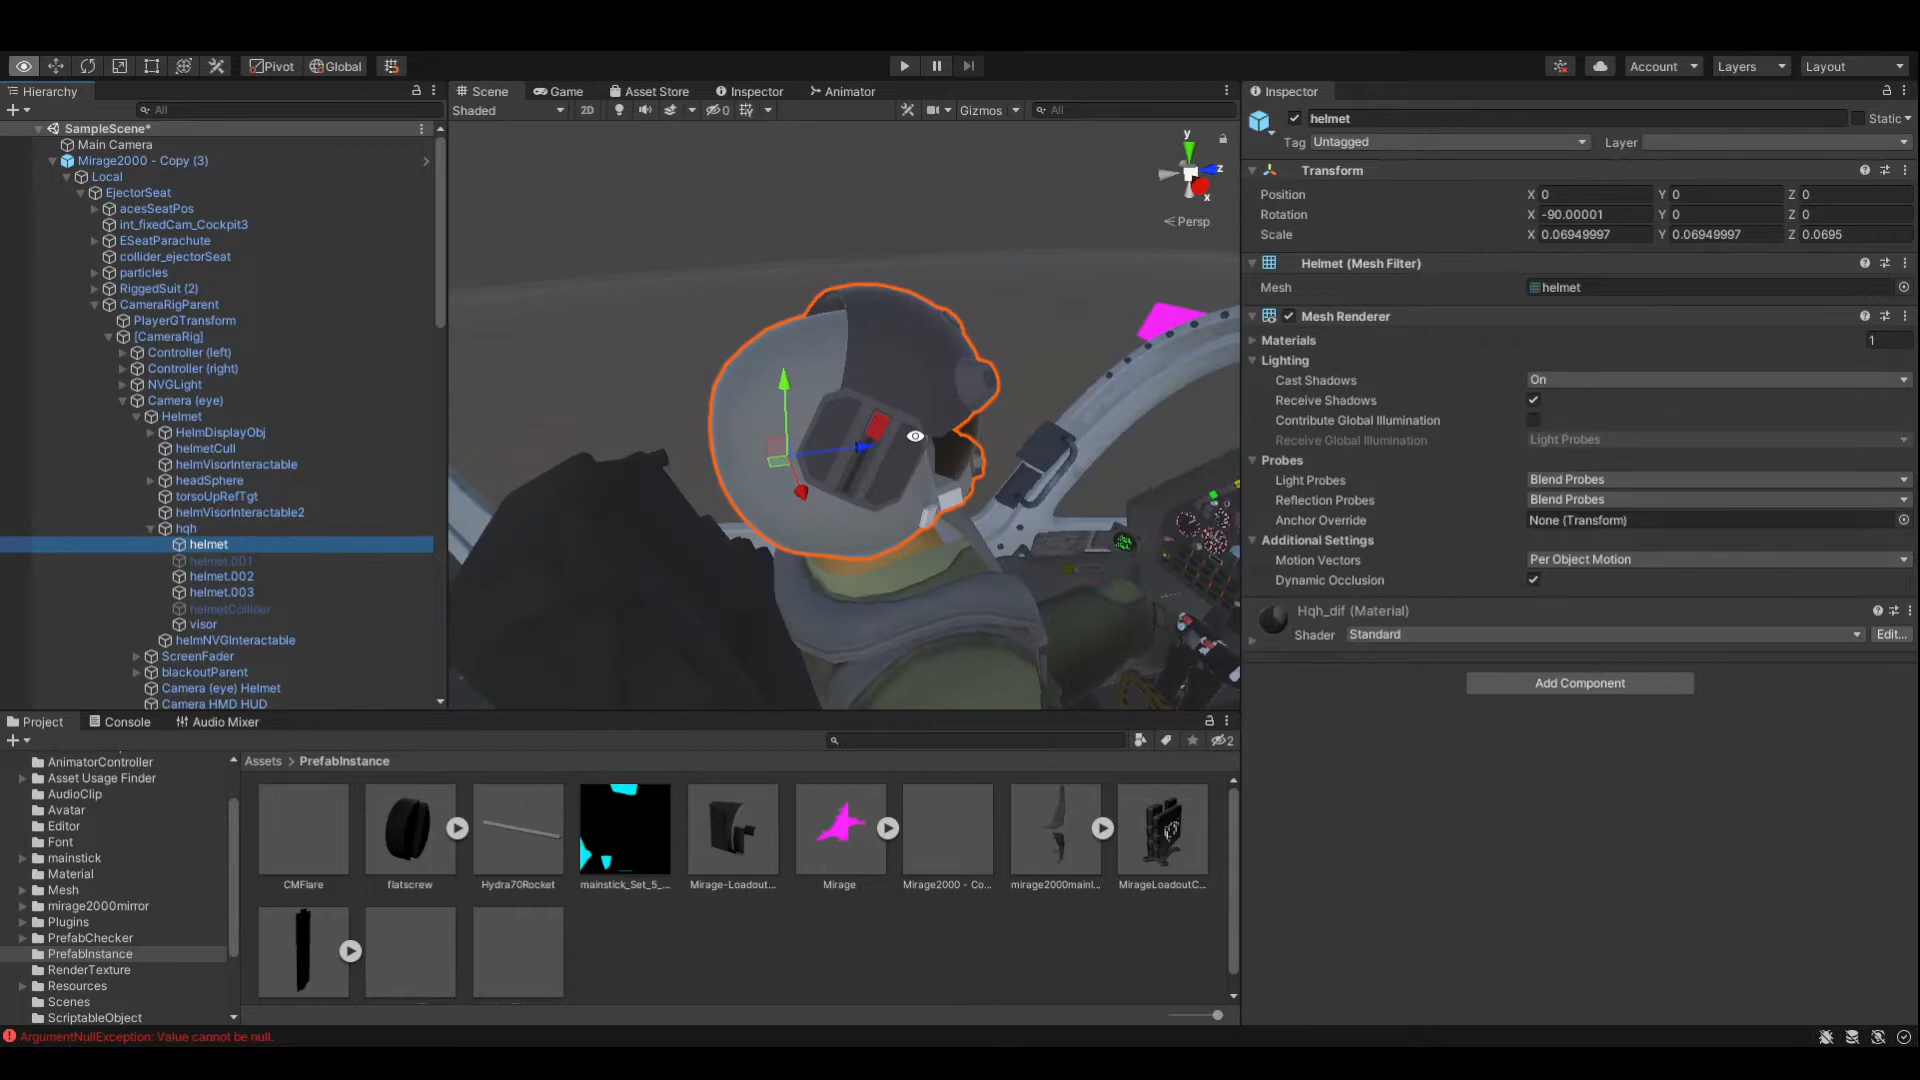 Pivot
Global
Account
Layers
Layout
Hierarchy
All
SampleScene*
Main Camera
Mirage2000 - Copy (3)
Local
EjectorSeat
acesSeatPos
int_fixedCam_Cockpit3
ESeatParachute
collider_ejectorSeat
particles
RiggedSuit (2)
CameraRigParent
PlayerGTransform
[CameraRig]
Controller (left)
Controller (right)
NVGLight
Camera (eye)
Helmet
HelmDisplayObj
helmetCull
helmVisorInteractable
headSphere
torsoUpRefTgt
helmVisorInteractable2
hqh
helmet
helmet.001
helmet.002
helmet.003
helmetCollider
visor
helmNVGInteractable
ScreenFader
blackoutParent
Camera (eye) Helmet
Camera HMD HUD
Scene
Game
Asset Store
Inspector
Animator
Shaded
2D
0
Gizmos
All
y
z
x
Persp
Inspector
helmet
Static
Tag
Untagged
Layer
Transform
Position
X 0 Y 0 Z 0
Rotation
X -90.00001 Y 0 Z 0
Scale
X 0.06949997 Y 0.06949997 Z 0.0695
Helmet (Mesh Filter)
Mesh
helmet
Mesh Renderer
Materials
1
Lighting
Cast Shadows
On
Receive Shadows
Contribute Global Illumination
Receive Global Illumination
Light Probes
Probes
Light Probes
Blend Probes
Reflection Probes
Blend Probes
Anchor Override
None (Transform)
Additional Settings
Motion Vectors
Per Object Motion
Dynamic Occlusion
Hqh_dif (Material)
Shader
Standard
Edit...
Add Component
Project
Console
Audio Mixer
2
AnimatorController
Asset Usage Finder
AudioClip
Avatar
Editor
Font
mainstick
Material
Mesh
mirage2000mirror
Plugins
PrefabChecker
PrefabInstance
RenderTexture
Resources
Scenes
ScriptableObject
Assets > PrefabInstance
CMFlare
flatscrew
Hydra70Rocket
mainstick_Set_5_...
Mirage-Loadout...
Mirage
Mirage2000 - Co...
mirage2000mainl...
MirageLoadoutC...
ArgumentNullException: Value cannot be null.